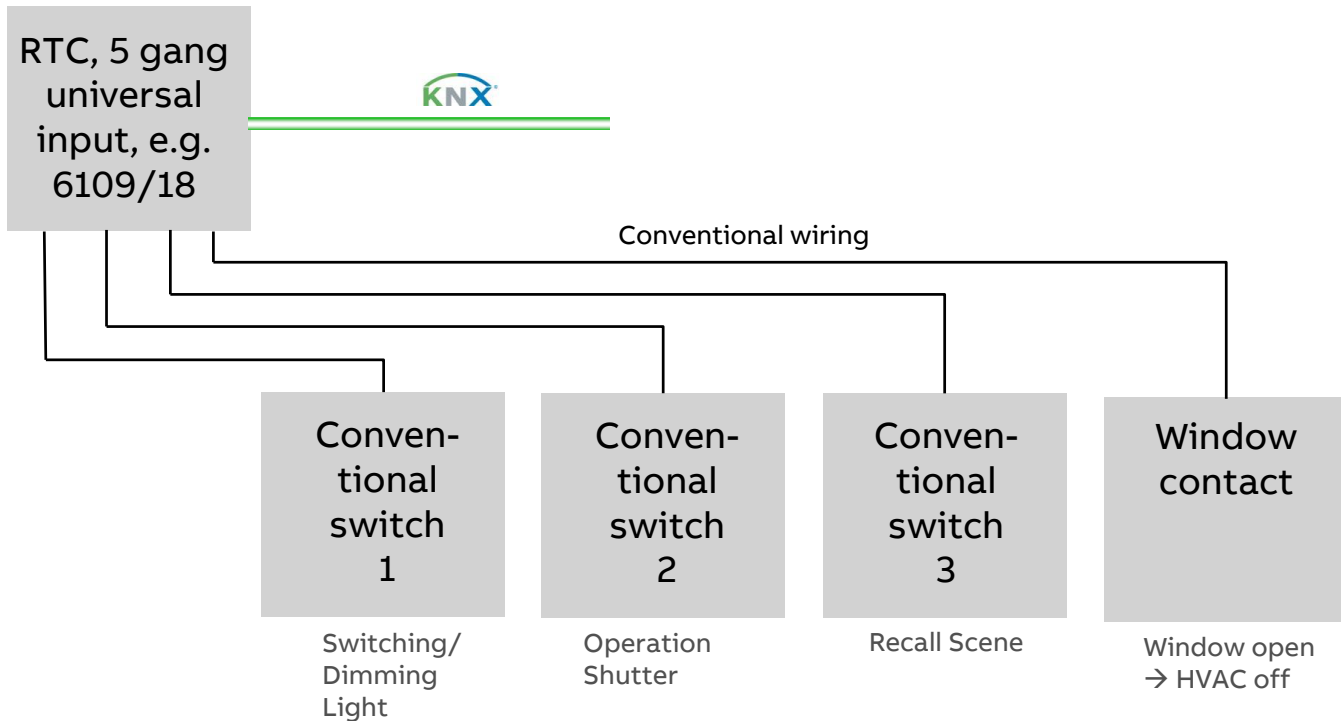 RTC, 5 gang
universal
input, e.g.
6109/18
KNX®
Conventional wiring
Conven-
tional
switch
1
Conven-
tional
switch
2
Conven-
tional
switch
3
Window
contact
Switching/
Dimming
Light
Operation
Shutter
Recall Scene
Window open
→ HVAC off